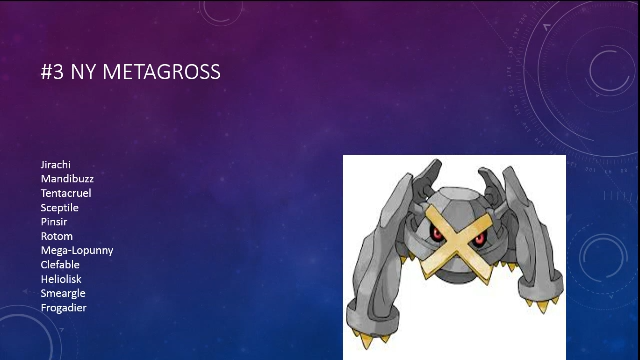 #3 NY METAGROSS
Jirachi
Mandibuzz
Tentacruel
Sceptile
Pinsir
Rotom
Mega-Lopunny
Clefable
Heliolisk
Smeargle
Frogadier